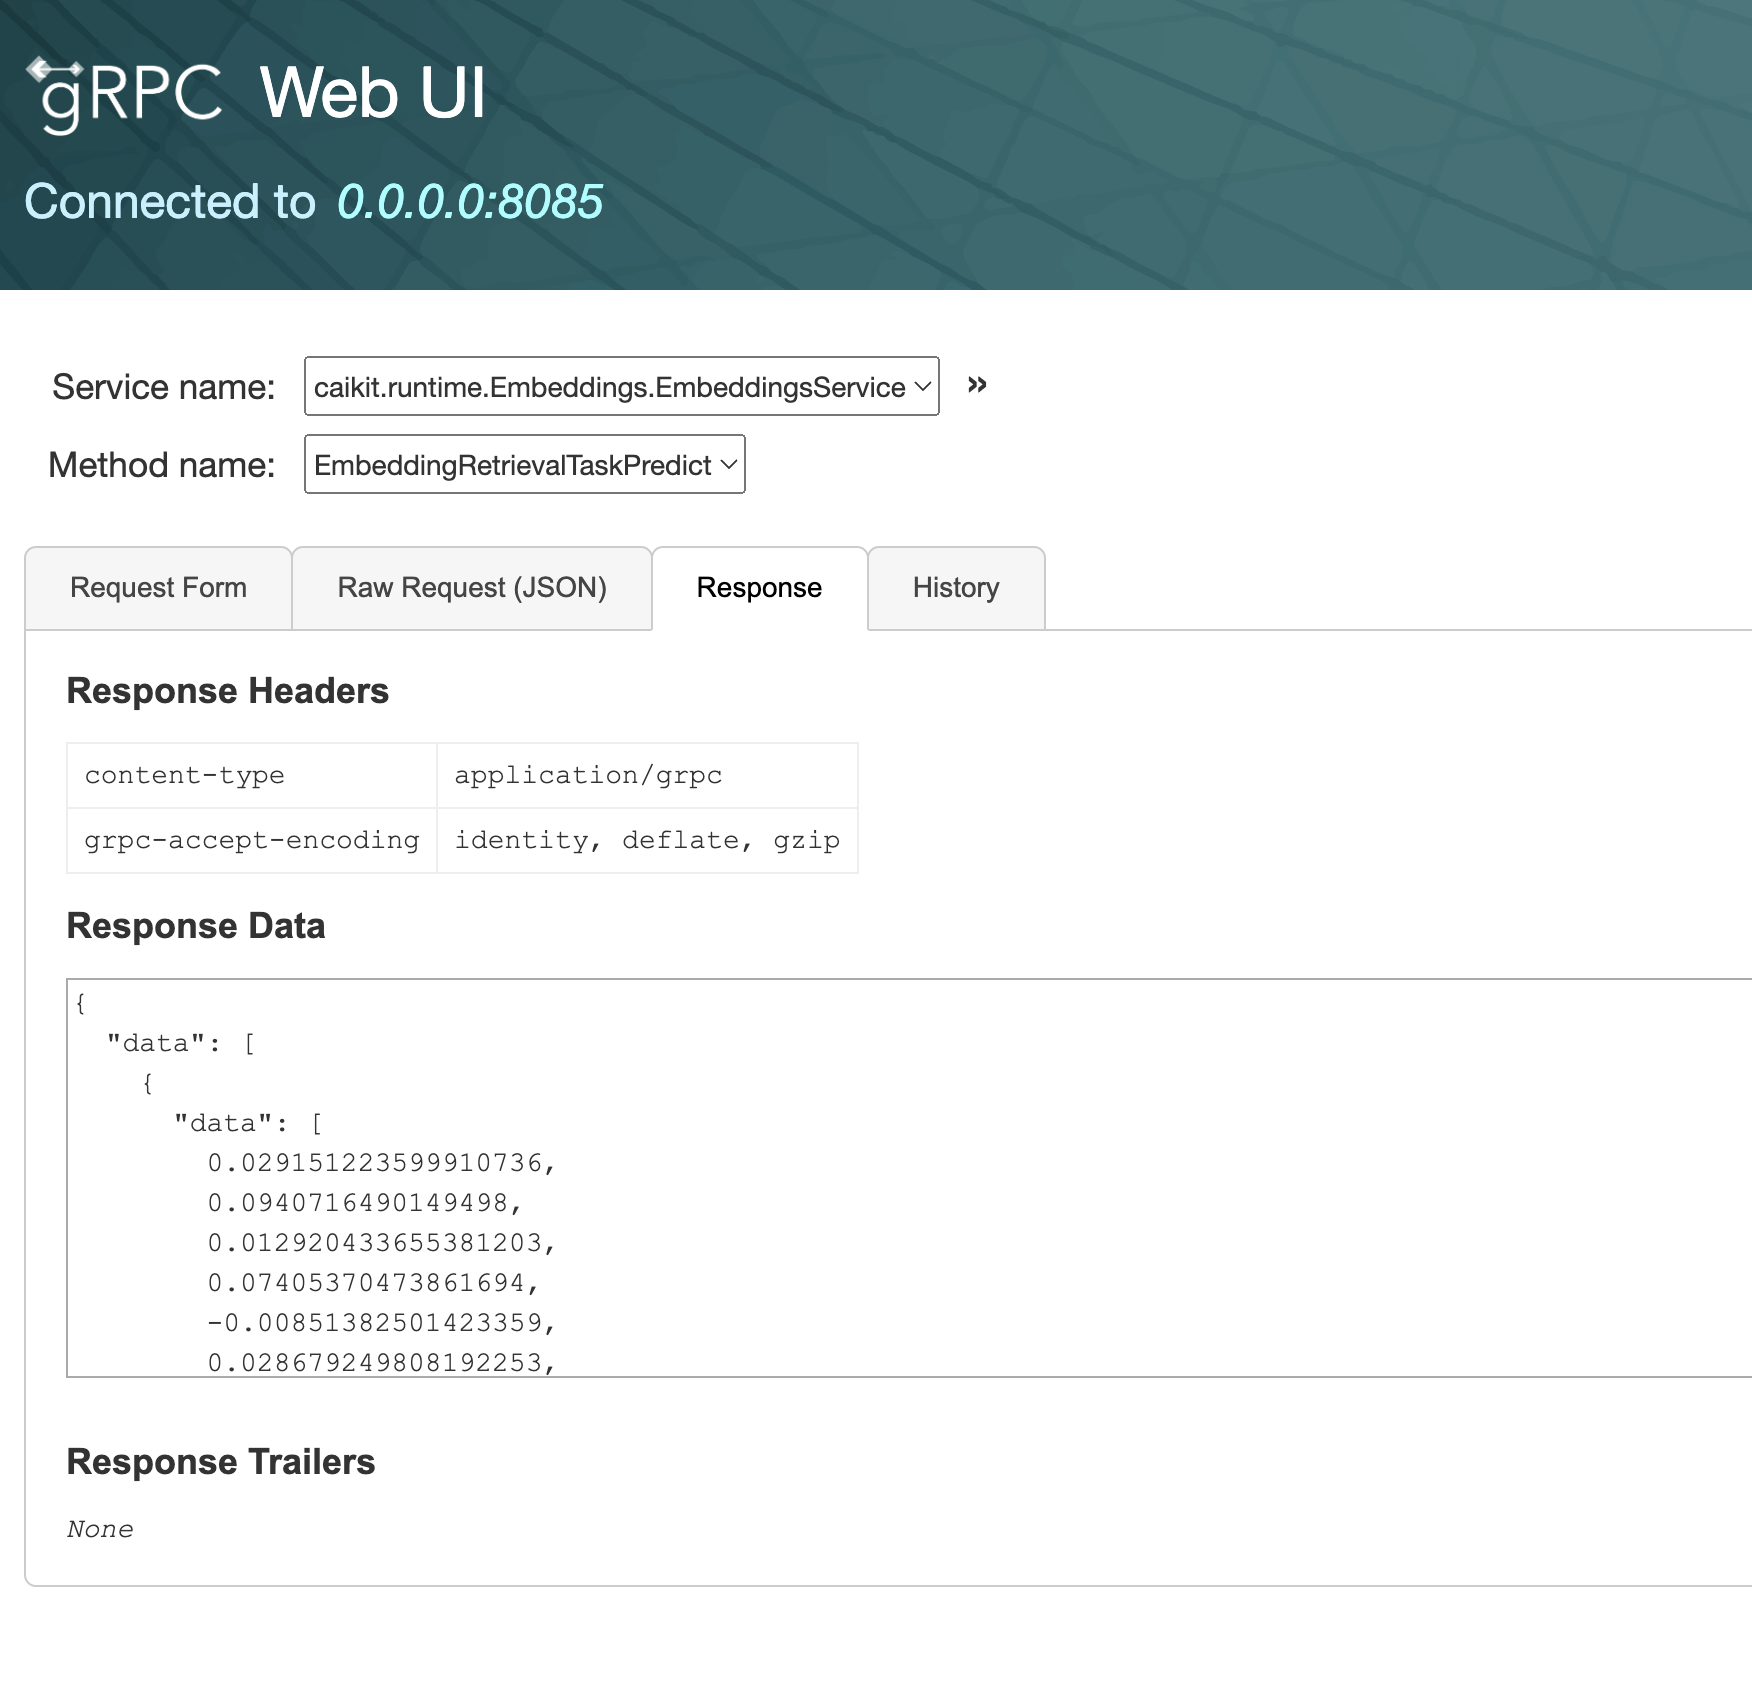 gRPC Web UI
Connected to 0.0.0.0:8085
Service name: caikit.runtime.Embeddings.EmbeddingsService »
Method name: EmbeddingRetrievalTaskPredict
Request Form Raw Request (JSON) Response History
Response Headers
content-type application/grpc
grpc-accept-encoding identity, deflate, gzip
Response Data
{
  "data": [
    {
      "data": [
        0.029151223599910736,
        0.0940716490149498,
        0.012920433655381203,
        0.07405370473861694,
        -0.00851382501423359,
        0.028679249808192253,
Response Trailers
None